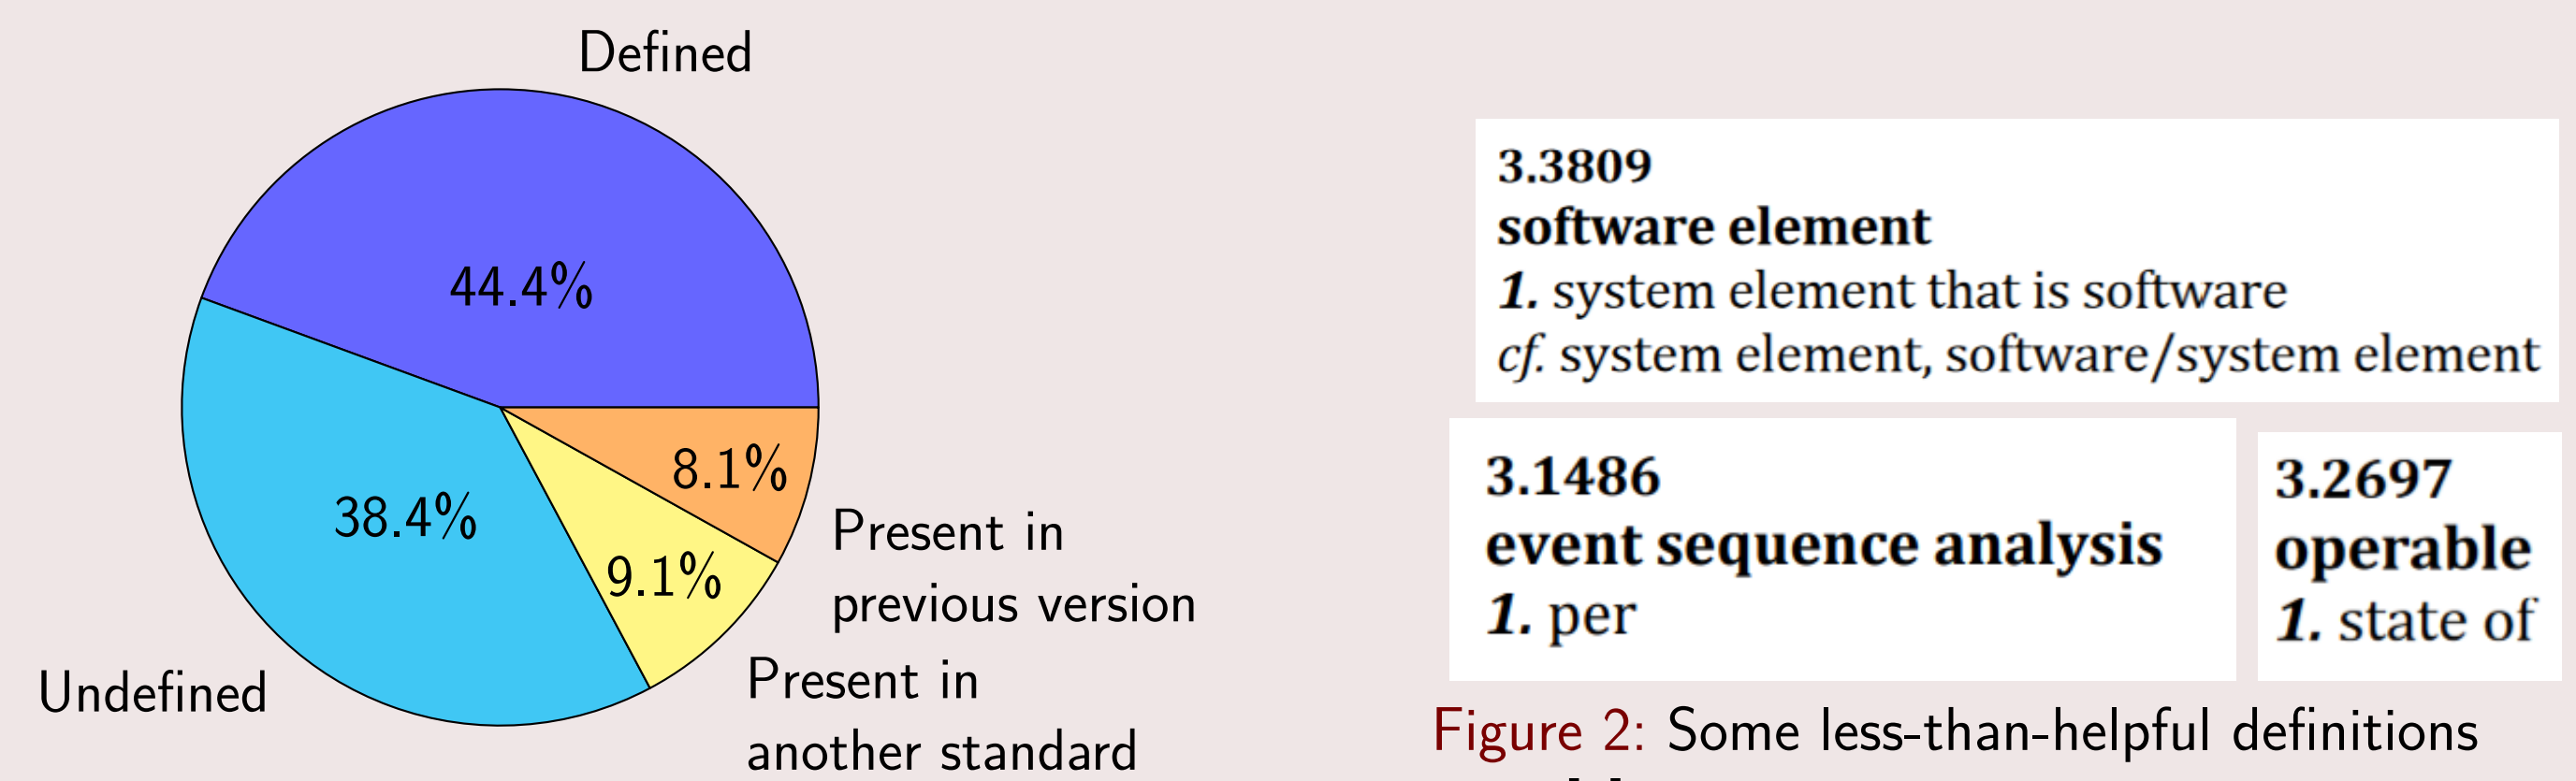 Defined
44.4%
8.1%
38.4%
9.1%
Present in
previous version
Present in
another standard
Undefined
3.3809
software element
1. system element that is software
cf. system element, software/system element
3.1486
event sequence analysis
1. per
3.2697
operable
1. state of
Figure 2: Some less-than-helpful definitions